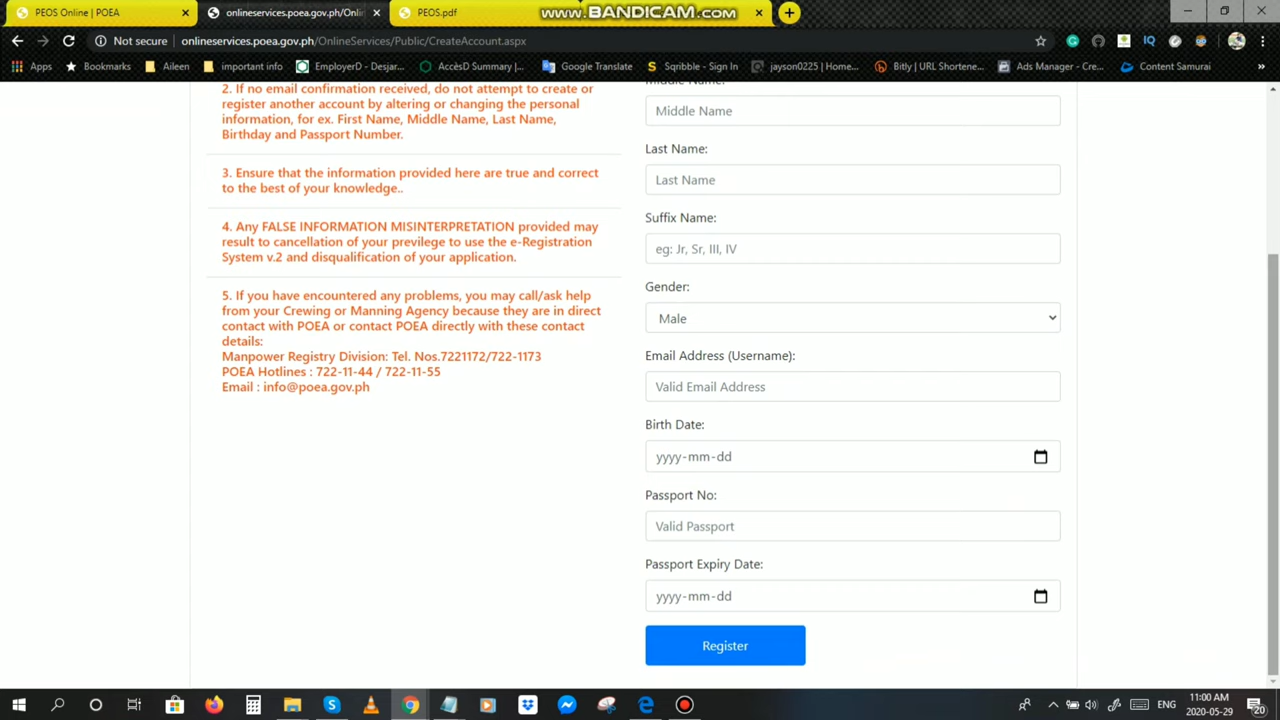 PEOS Online | POEA
onlineservices.poea.gov.ph/Onli
PEOS.pdf
www.BANDICAM.com
Not secure
onlineservices.poea.gov.ph/OnlineServices/Public/CreateAccount.aspx
Apps
Bookmarks
Aileen
important info
EmployerD - Desjar...
AccèsD Summary |...
Google Translate
Sqribble - Sign In
jayson0225 | Home...
Bitly | URL Shortene...
Ads Manager - Cre...
Content Samurai
2. If no email confirmation received, do not attempt to create or
register another account by altering or changing the personal
information, for ex. First Name, Middle Name, Last Name,
Birthday and Passport Number.
3. Ensure that the information provided here are true and correct
to the best of your knowledge..
4. Any FALSE INFORMATION MISINTERPRETATION provided may
result to cancellation of your previlege to use the e-Registration
System v.2 and disqualification of your application.
5. If you have encountered any problems, you may call/ask help
from your Crewing or Manning Agency because they are in direct
contact with POEA or contact POEA directly with these contact
details:
Manpower Registry Division: Tel. Nos.7221172/722-1173
POEA Hotlines : 722-11-44 / 722-11-55
Email : info@poea.gov.ph
Middle Name:
Middle Name
Last Name:
Last Name
Suffix Name:
eg: Jr, Sr, III, IV
Gender:
Male
Email Address (Username):
Valid Email Address
Birth Date:
yyyy-mm-dd
Passport No:
Valid Passport
Passport Expiry Date:
yyyy-mm-dd
Register
ENG
11:00 AM
2020-05-29
20